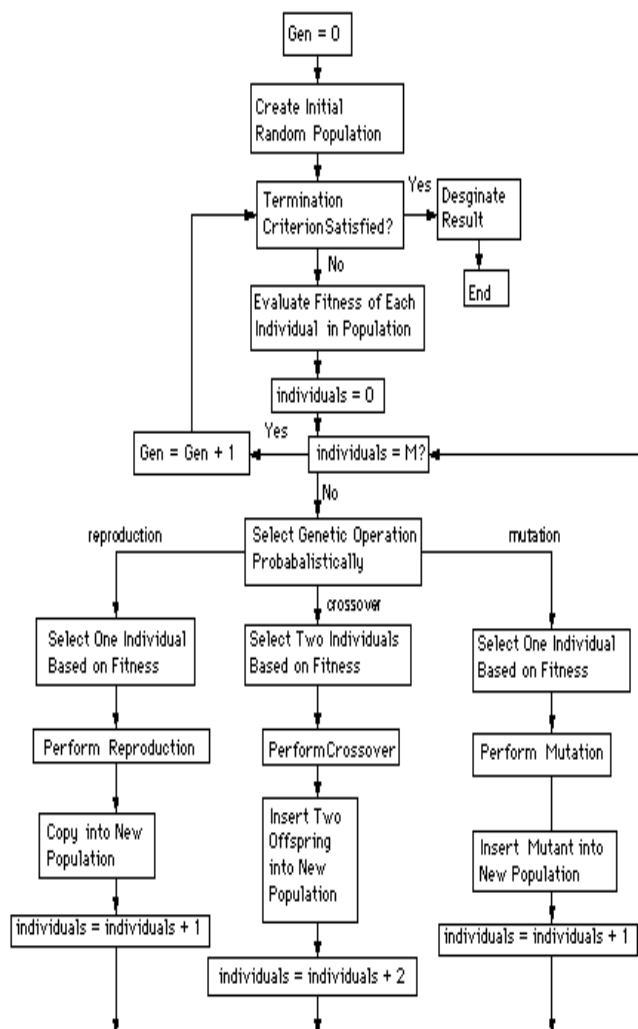 Gen = 0
Create Initial
Random Population
Termination
CriterionSatisfied?
Yes
Desginate
Result
End
No
Evaluate Fitness of Each
Individual in Population
individuals = 0
Yes
Gen = Gen + 1
individuals = M?
No
reproduction
Select Genetic Operation
Probabalistically
mutation
crossover
Select One Individual
Based on Fitness
Select Two Individuals
Based on Fitness
Select One Individual
Based on Fitness
Perform Reproduction
PerformCrossover
Perform Mutation
Copy into New
Population
Insert Two
Offspring
into New
Population
Insert Mutant into
New Population
individuals = individuals + 1
individuals = individuals + 2
individuals = individuals + 1